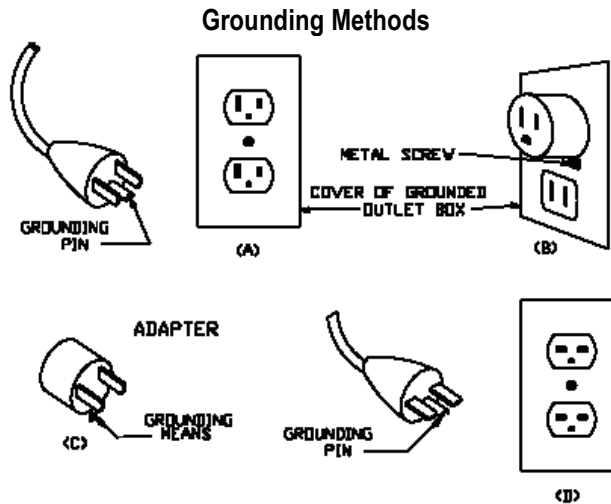 Grounding Methods
METAL SCREW
COVER OF GROUNDED
OUTLET BOX
GROUNDING
PIN
(A)
(B)
ADAPTER
GROUNDING
MEANS
(C)
GROUNDING
PIN
(D)